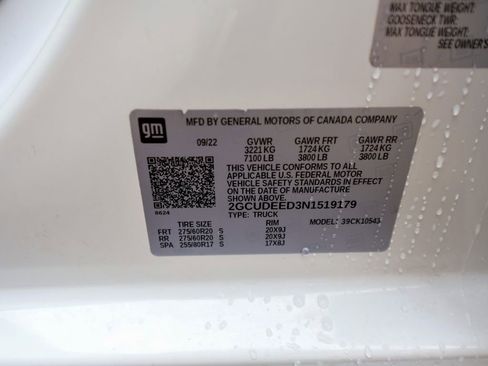 MAX TONGUE WEIGHT:
GOOSENECK TWR:
MAX TONGUE WEIGHT:
SEE OWNER'S
gm
MFD BY GENERAL MOTORS OF CANADA COMPANY
09/22 GVWR GAWR FRT GAWR RR
3221 KG 1724 KG 1724 KG
7100 LB 3800 LB 3800 LB
THIS VEHICLE CONFORMS TO ALL
APPLICABLE U.S. FEDERAL MOTOR
VEHICLE SAFETY STANDARDS IN EFFECT
ON THE DATE OF MANUFACTURE
SHOWN ABOVE.
2GCUDEED3N1519179
8624 TYPE: TRUCK
TIRE SIZE RIM MODEL: 39CK10543
FRT 275/60R20 S 20X9J
RR 275/60R20 S 20X9J
SPA 255/80R17 S 17X8J